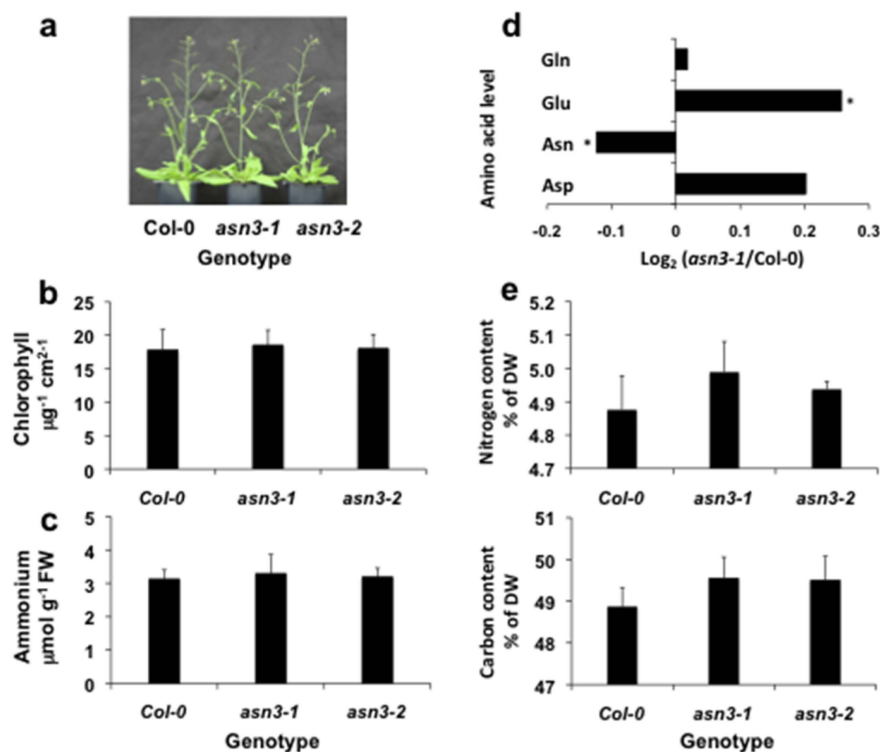 a
Col-0 asn3-1 asn3-2
Genotype
d
Amino acid level
Gln
Glu
*
Asn
*
Asp
-0.2 -0.1 0 0.1 0.2 0.3
Log₂ (asn3-1/Col-0)
b
Chlorophyll
µg⁻¹ cm²⁻¹
25
20
15
10
5
0
Col-0 asn3-1 asn3-2
c
Ammonium
µmol g⁻¹ FW
5
4
3
2
1
0
Col-0 asn3-1 asn3-2
Genotype
e
Nitrogen content
% of DW
5.2
5.1
5.0
4.9
4.8
4.7
Col-0 asn3-1 asn3-2
Carbon content
% of DW
51
50
49
48
47
Col-0 asn3-1 asn3-2
Genotype